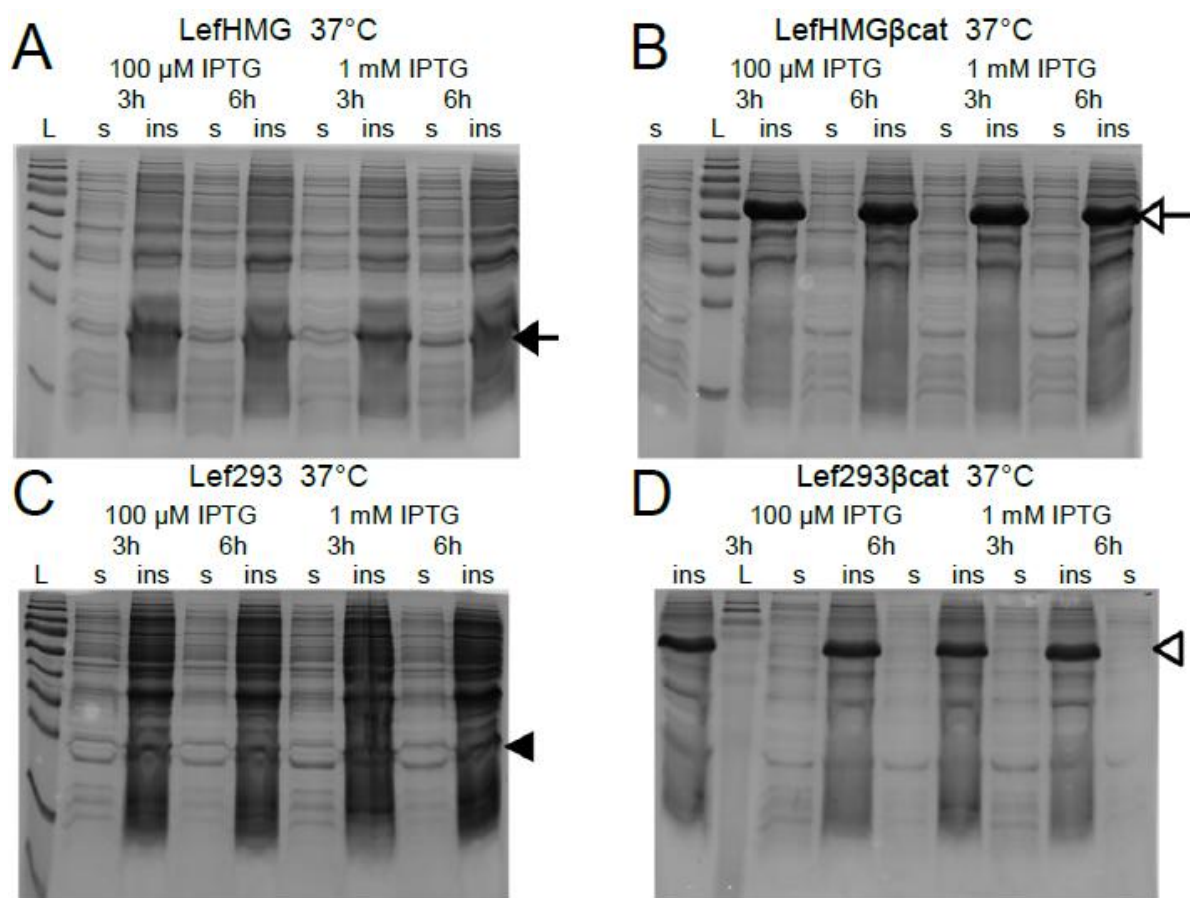 A
LefHMG 37°C
100 µM IPTG 1 mM IPTG
3h 6h 3h 6h
L s ins s ins s ins s ins
B
LefHMGβcat 37°C
100 µM IPTG 1 mM IPTG
3h 6h 3h 6h
s L ins s ins s ins s ins
C
Lef293 37°C
100 µM IPTG 1 mM IPTG
3h 6h 3h 6h
L s ins s ins s ins s ins
D
Lef293βcat 37°C
100 µM IPTG 1 mM IPTG
3h 6h 3h 6h
ins L s ins s ins s ins s